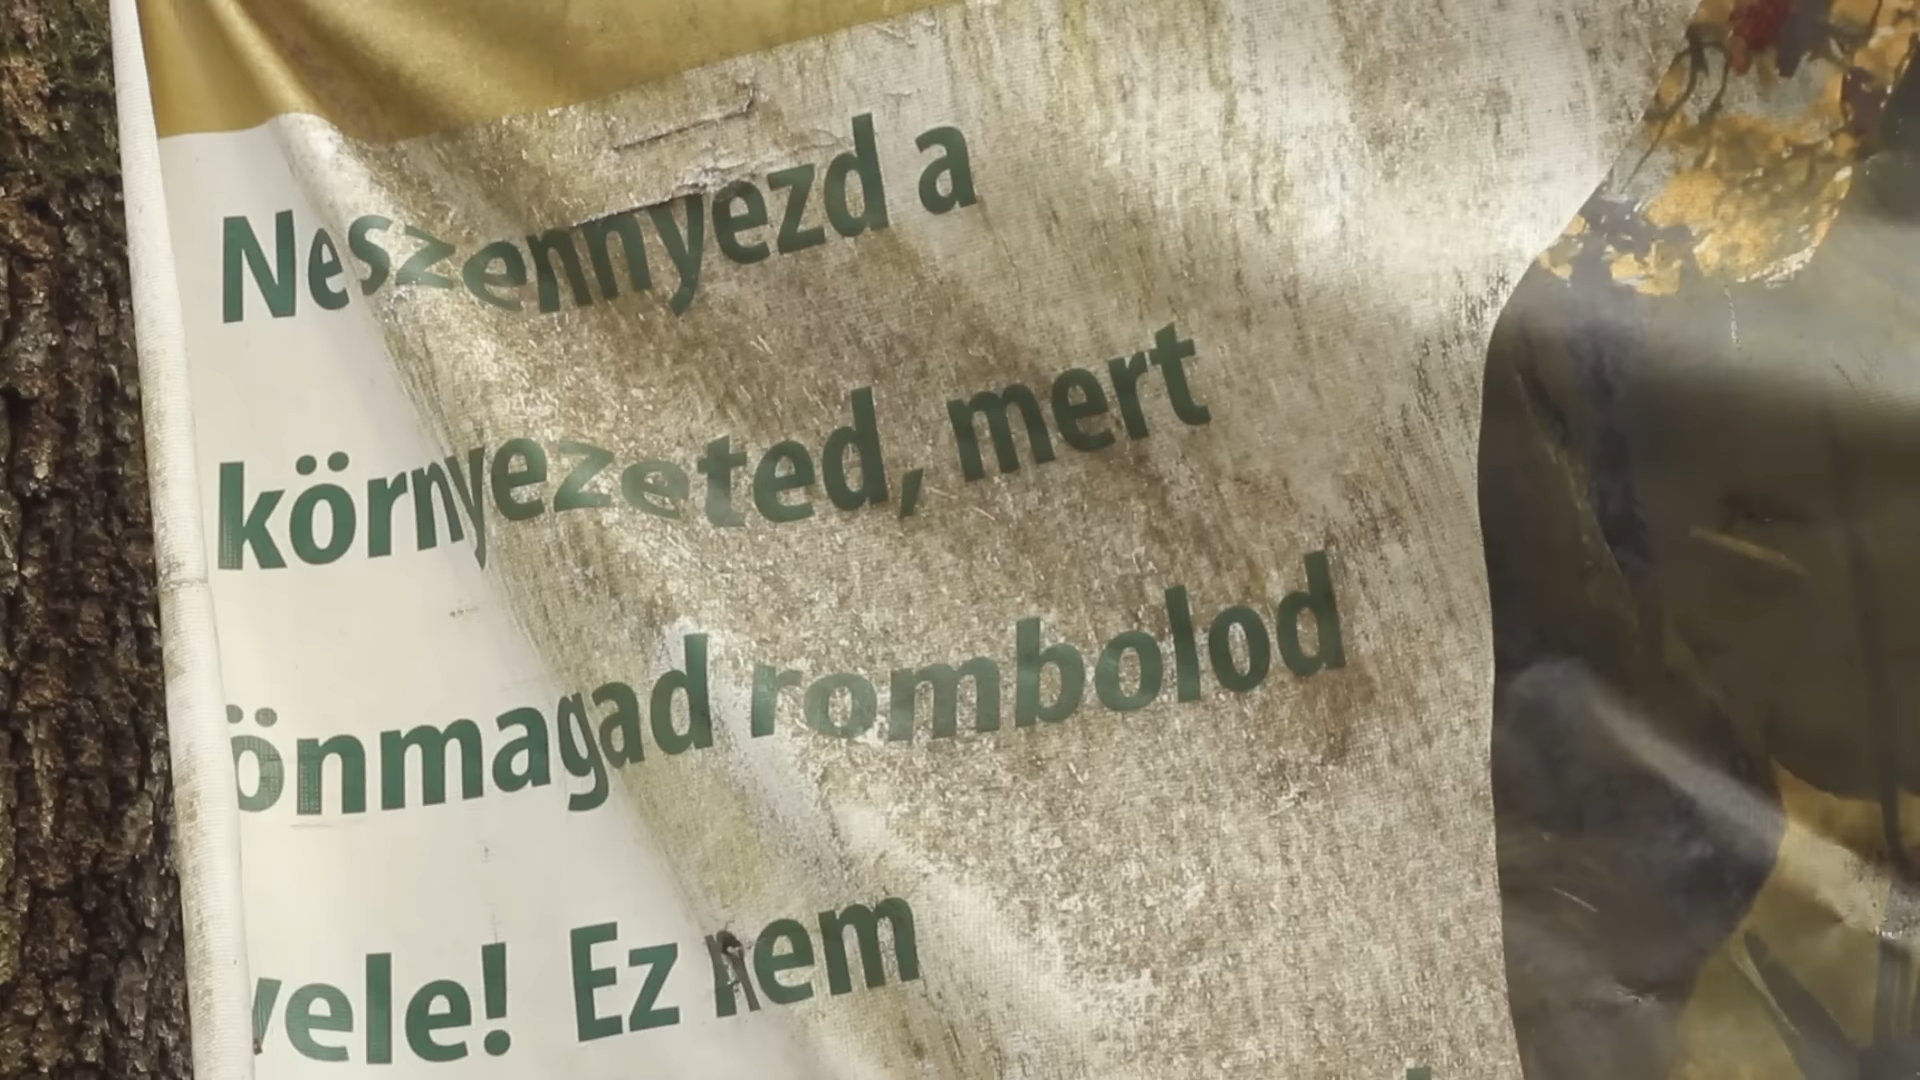 Neszennyezd a
környezeted, mert
önmagad rombolod
vele! Ez nem